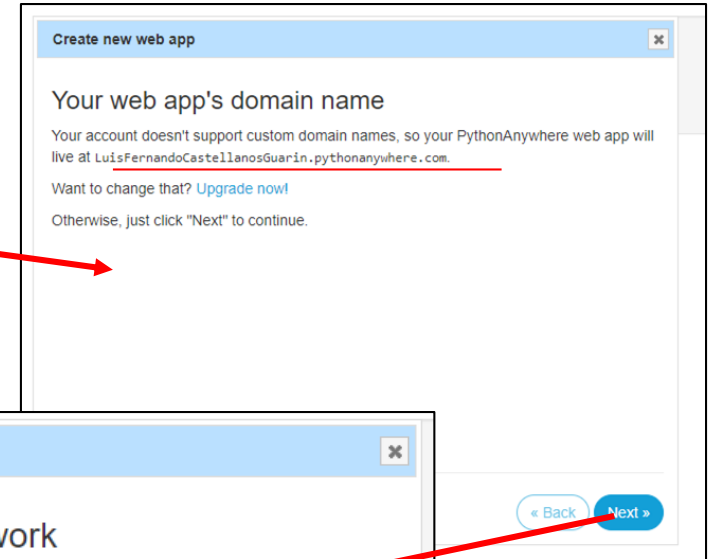 Create new web app
Your web app's domain name
Your account doesn't support custom domain names, so your PythonAnywhere web app will
live at LuisFernandoCastellanosGuarin.pythonanywhere.com.
Want to change that? Upgrade now!
Otherwise, just click "Next" to continue.
« Back
Next »